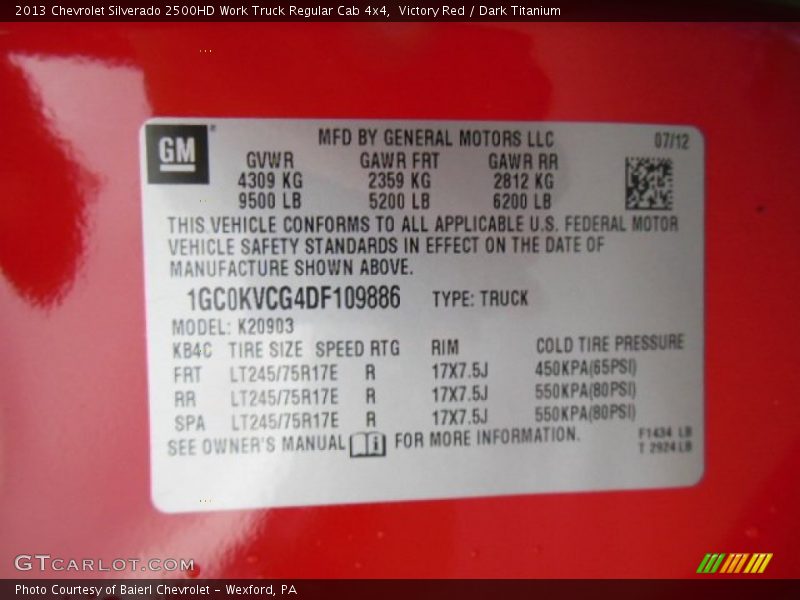 2013 Chevrolet Silverado 2500HD Work Truck Regular Cab 4x4, Victory Red / Dark Titanium
GM
MFD BY GENERAL MOTORS LLC 07/12
GVWR GAWR FRT GAWR RR
4309 KG 2359 KG 2812 KG
9500 LB 5200 LB 6200 LB
THIS VEHICLE CONFORMS TO ALL APPLICABLE U.S. FEDERAL MOTOR
VEHICLE SAFETY STANDARDS IN EFFECT ON THE DATE OF
MANUFACTURE SHOWN ABOVE.
1GC0KVCG4DF109886 TYPE: TRUCK
MODEL: K20903
KB4C TIRE SIZE SPEED RTG RIM COLD TIRE PRESSURE
FRT LT245/75R17E R 17X7.5J 450KPA(65PSI)
RR LT245/75R17E R 17X7.5J 550KPA(80PSI)
SPA LT245/75R17E R 17X7.5J 550KPA(80PSI)
SEE OWNER'S MANUAL FOR MORE INFORMATION.
F1434 LB
T 2924 LB
GTCARLOT.COM
Photo Courtesy of Baierl Chevrolet - Wexford, PA